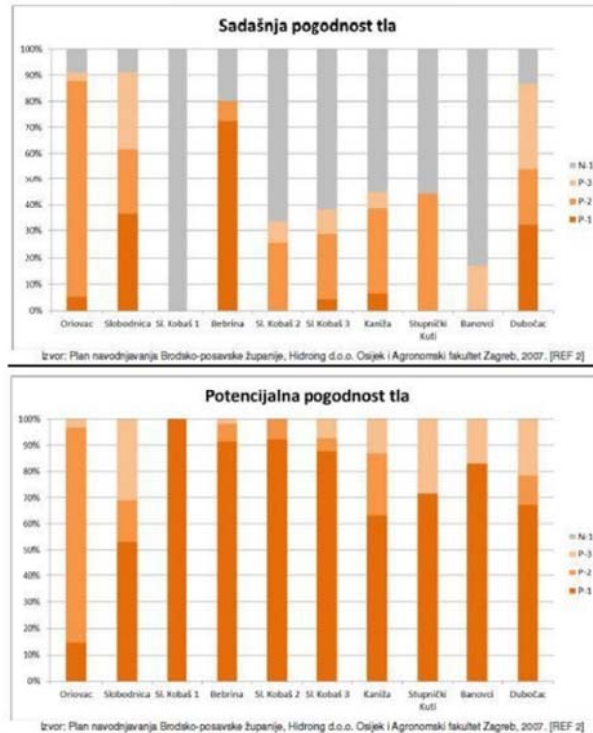 Sadašnja pogodnost tla
100%
90%
80%
70%
60%
50%
40%
30%
20%
10%
0%
N-1
P-3
P-2
P-1
Oriovac Slobodnica Sl. Kobaš 1 Bebrina Sl. Kobaš 2 Sl. Kobaš 3 Kaniža Stupnički Kuti Banovci Dubočac
Izvor: Plan navodnjavanja Brodsko-posavske županije, Hidroing d.o.o. Osijek i Agronomski fakultet Zagreb, 2007. [REF 2]
Potencijalna pogodnost tla
100%
90%
80%
70%
60%
50%
40%
30%
20%
10%
0%
N-1
P-3
P-2
P-1
Oriovac Slobodnica Sl. Kobaš 1 Bebrina Sl. Kobaš 2 Sl. Kobaš 3 Kaniža Stupnički Kuti Banovci Dubočac
Izvor: Plan navodnjavanja Brodsko-posavske županije, Hidroing d.o.o. Osijek i Agronomski fakultet Zagreb, 2007. [REF 2]